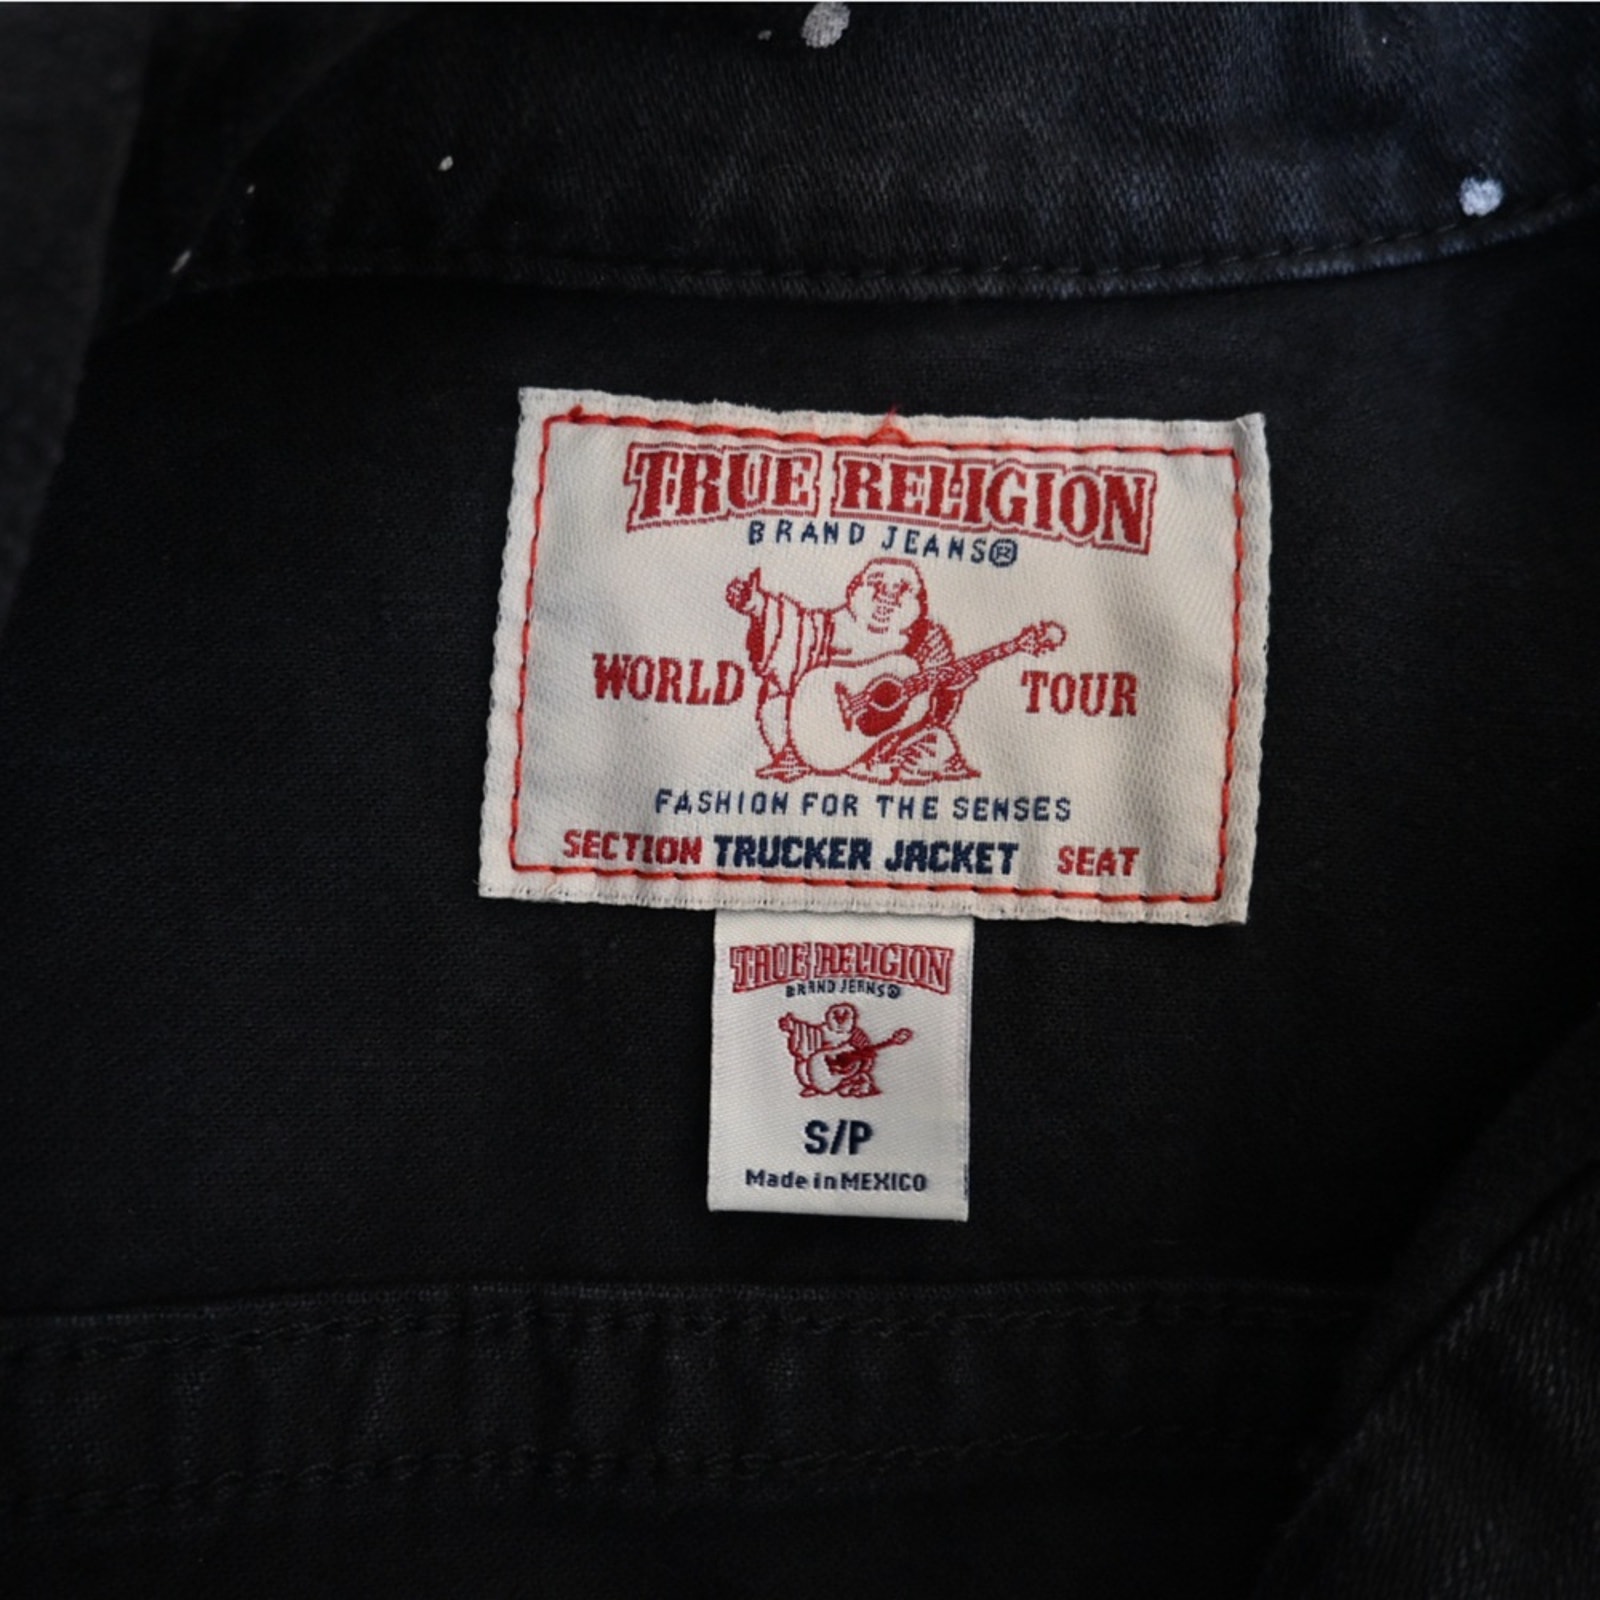 TRUE RELIGION
BRAND JEANS®
WORLD TOUR
FASHION FOR THE SENSES
SECTION TRUCKER JACKET SEAT
TRUE RELIGION
BRAND JEANS®
S/P
Made in MEXICO